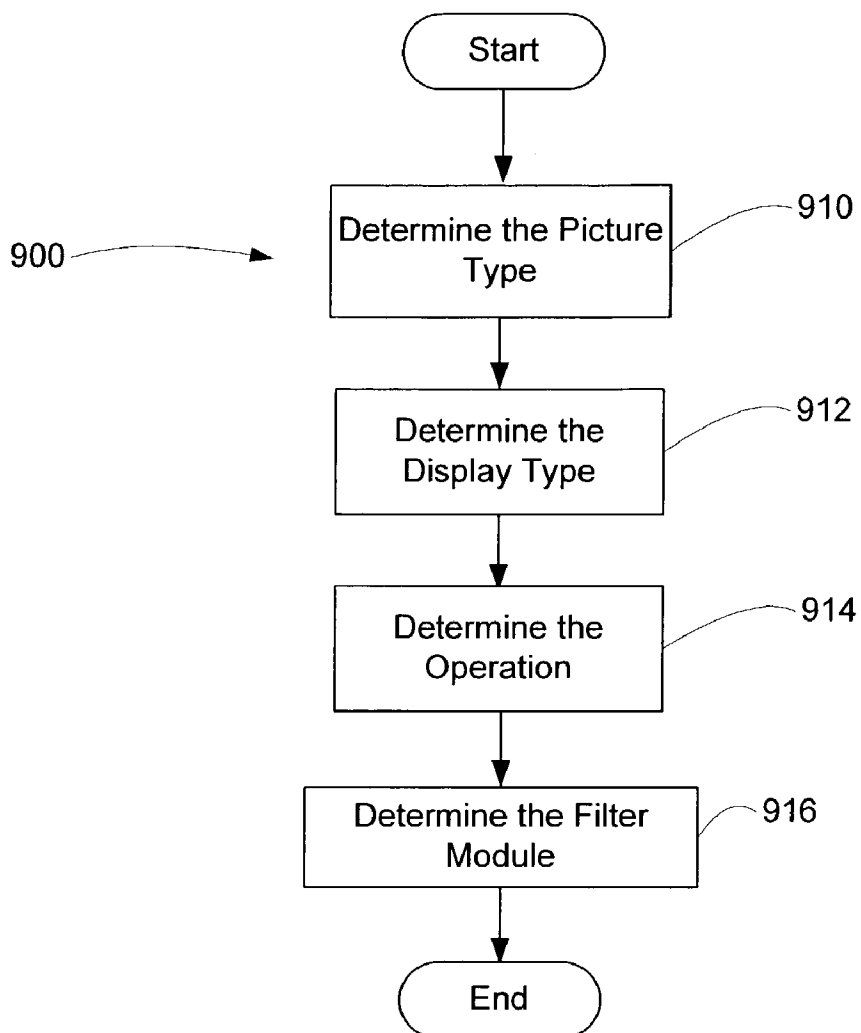 Start
Determine the Picture
Type
910
900
Determine the
Display Type
912
Determine the
Operation
914
Determine the Filter
Module
916
End